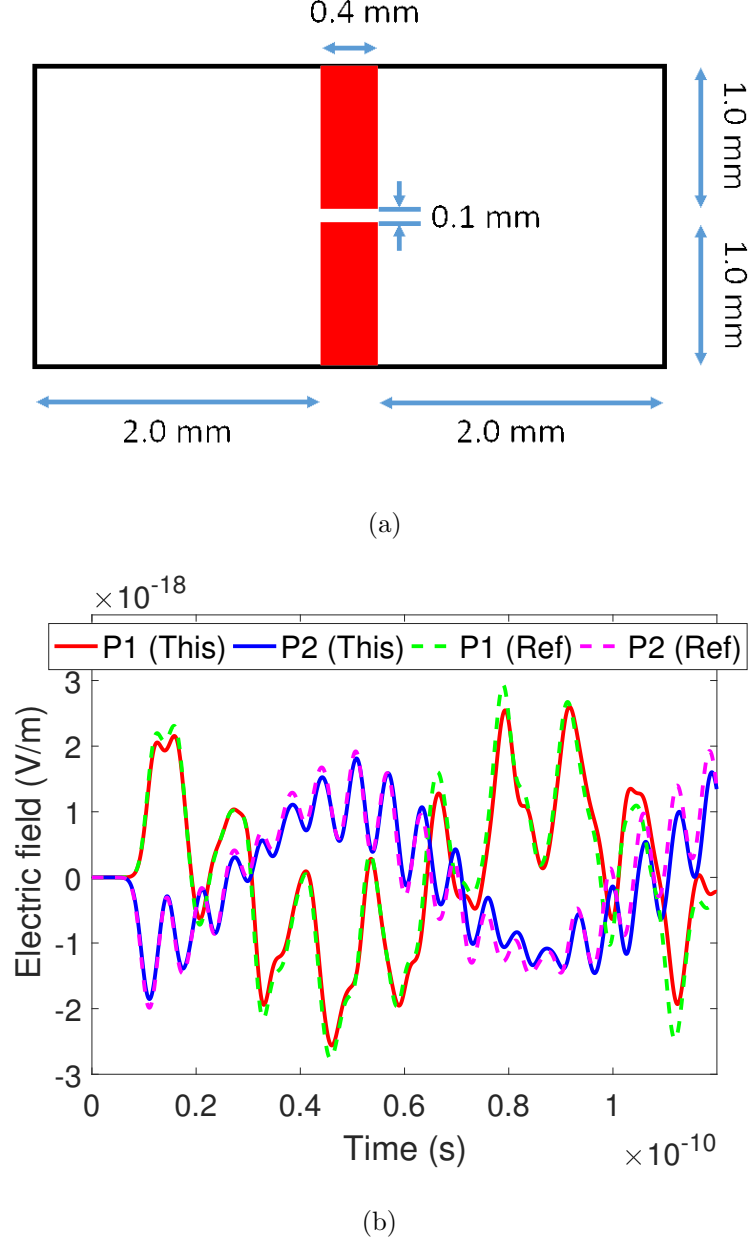 0.4 mm
1.0 mm
0.1 mm
1.0 mm
2.0 mm
2.0 mm
(a)
×10-18
P1 (This) P2 (This) P1 (Ref) P2 (Ref)
3
2
1
0
-1
-2
-3
Electric field (V/m)
0 0.2 0.4 0.6 0.8 1
Time (s)
×10-10
(b)